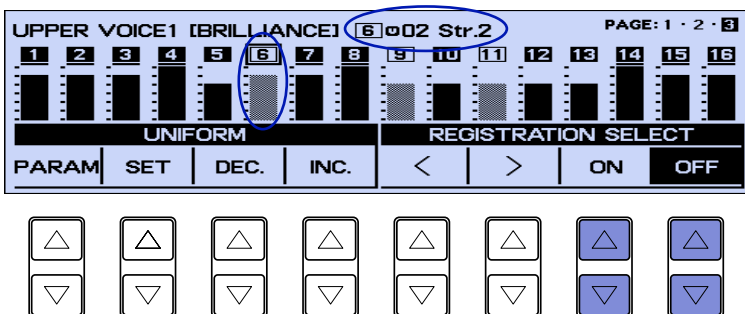 UPPER VOICE1 [BRILLIANCE] 6 02 Str.2 PAGE: 1 · 2 · 3
1 2 3 4 5 6 7 8 9 10 11 12 13 14 15 16
UNIFORM REGISTRATION SELECT
PARAM SET DEC. INC. < > ON OFF